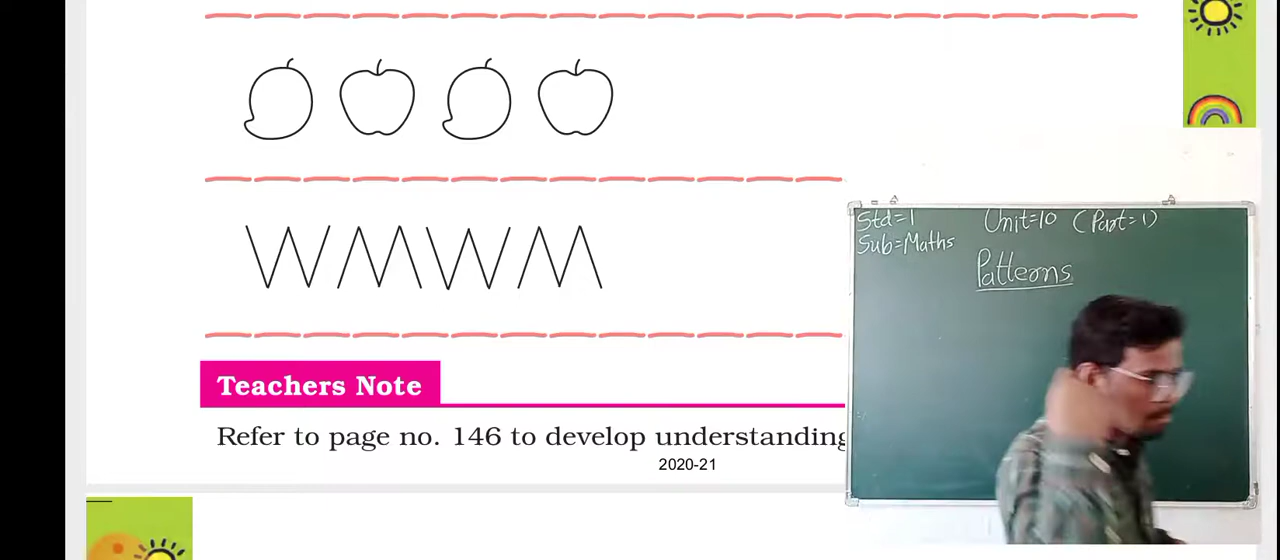 W M W M
Teachers Note
Refer to page no. 146 to develop understanding
2020-21
Std=1 Unit=10 (Part=1)
Sub=Maths
Patterns